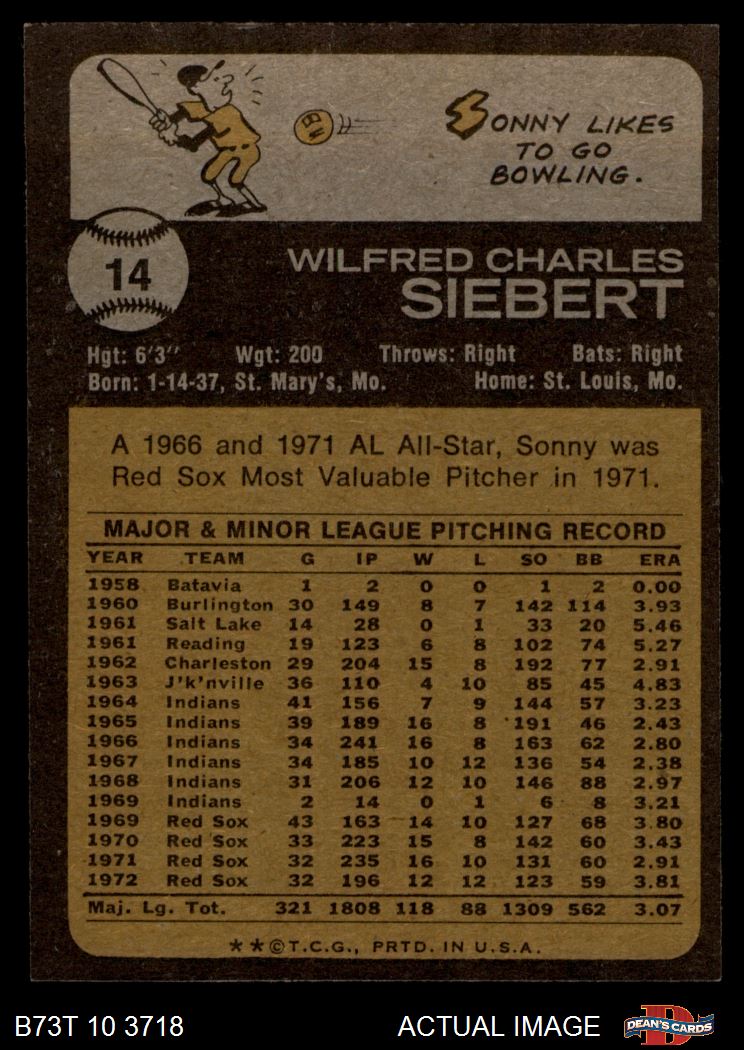 SONNY LIKES
TO GO
BOWLING.
BW
14
WILFRED CHARLES
SIEBERT
Hgt: 6'3" Wgt: 200 Throws: Right Bats: Right
Born: 1-14-37, St. Mary's, Mo. Home: St. Louis, Mo.
A 1966 and 1971 AL All-Star, Sonny was
Red Sox Most Valuable Pitcher in 1971.
MAJOR & MINOR LEAGUE PITCHING RECORD
YEAR TEAM G IP W L SO BB ERA
1958 Batavia 1 2 0 0 1 2 0.00
1960 Burlington 30 149 8 7 142 114 3.93
1961 Salt Lake 14 28 0 1 33 20 5.46
1961 Reading 19 123 6 8 102 74 5.27
1962 Charleston 29 204 15 8 192 77 2.91
1963 J'k'nville 36 110 4 10 85 45 4.83
1964 Indians 41 156 7 9 144 57 3.23
1965 Indians 39 189 16 8 191 46 2.43
1966 Indians 34 241 16 8 163 62 2.80
1967 Indians 34 185 10 12 136 54 2.38
1968 Indians 31 206 12 10 146 88 2.97
1969 Indians 2 14 0 1 6 8 3.21
1969 Red Sox 43 163 14 10 127 68 3.80
1970 Red Sox 33 223 15 8 142 60 3.43
1971 Red Sox 32 235 16 10 131 60 2.91
1972 Red Sox 32 196 12 12 123 59 3.81
Maj. Lg. Tot. 321 1808 118 88 1309 562 3.07
**©T.C.G., PRTD. IN U.S.A.
B73T 10 3718 ACTUAL IMAGE D DEAN'S CARDS